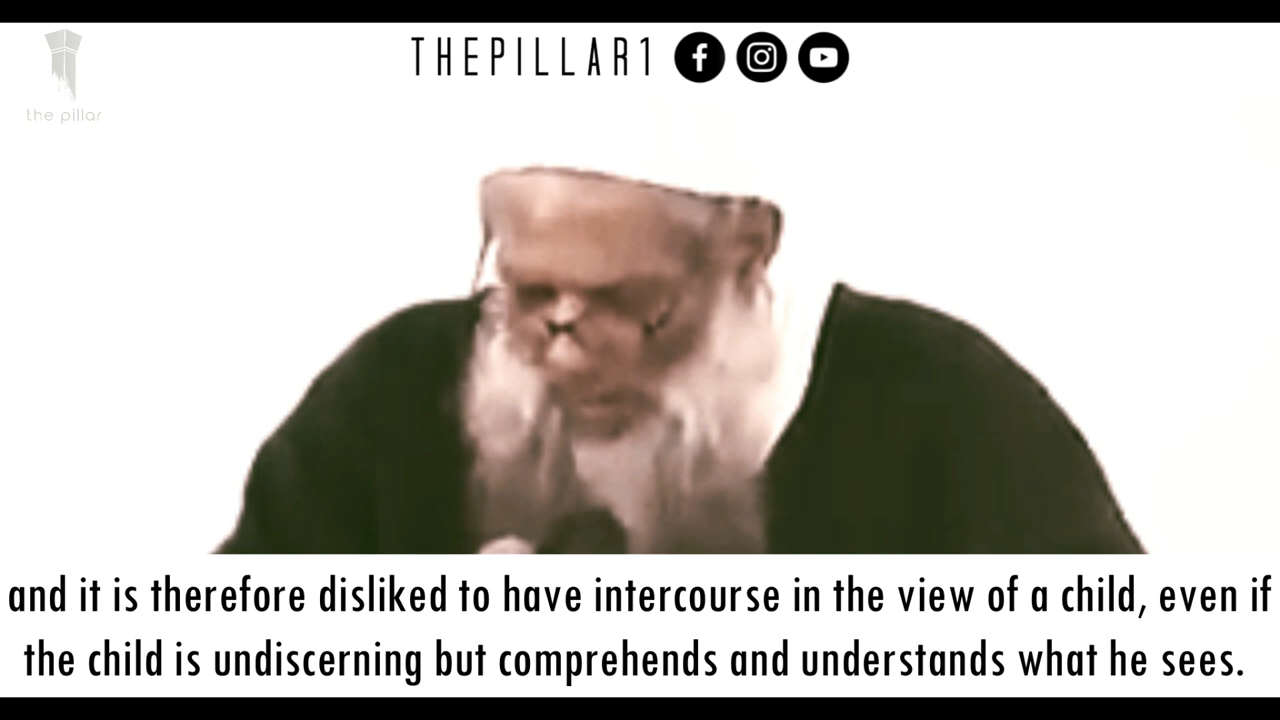 THEPILLAR1
the pillar
and it is therefore disliked to have intercourse in the view of a child, even if
the child is undiscerning but comprehends and understands what he sees.